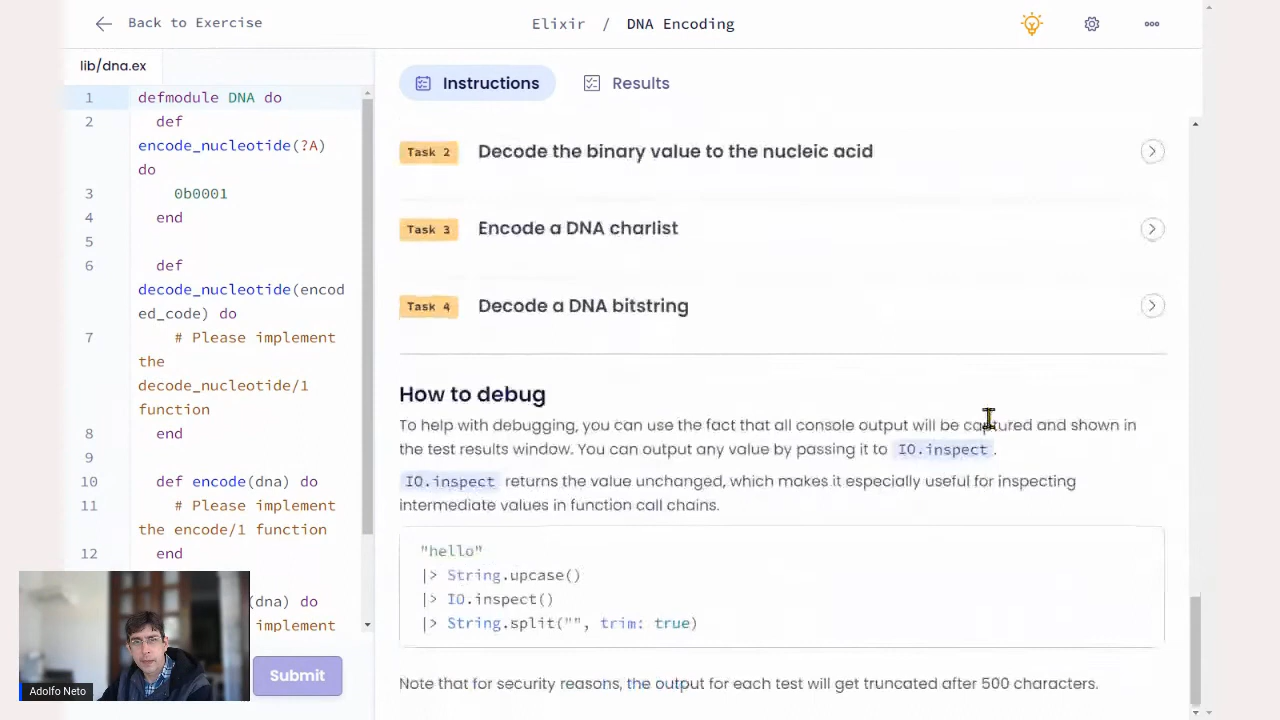 Back to Exercise
Elixir / DNA Encoding
lib/dna.ex
1 defmodule DNA do
2 def
encode_nucleotide(?A)
do
3 0b0001
4 end
5
6 def
decode_nucleotide(encod
ed_code) do
7 # Please implement
the
decode_nucleotide/1
function
8 end
9
10 def encode(dna) do
11 # Please implement
the encode/1 function
12 end
(dna) do
implement
Submit
Adolfo Neto
Instructions
Results
Task 2 Decode the binary value to the nucleic acid
Task 3 Encode a DNA charlist
Task 4 Decode a DNA bitstring
How to debug
To help with debugging, you can use the fact that all console output will be captured and shown in
the test results window. You can output any value by passing it to IO.inspect.
IO.inspect returns the value unchanged, which makes it especially useful for inspecting
intermediate values in function call chains.
"hello"
|> String.upcase()
|> IO.inspect()
|> String.split("", trim: true)
Note that for security reasons, the output for each test will get truncated after 500 characters.